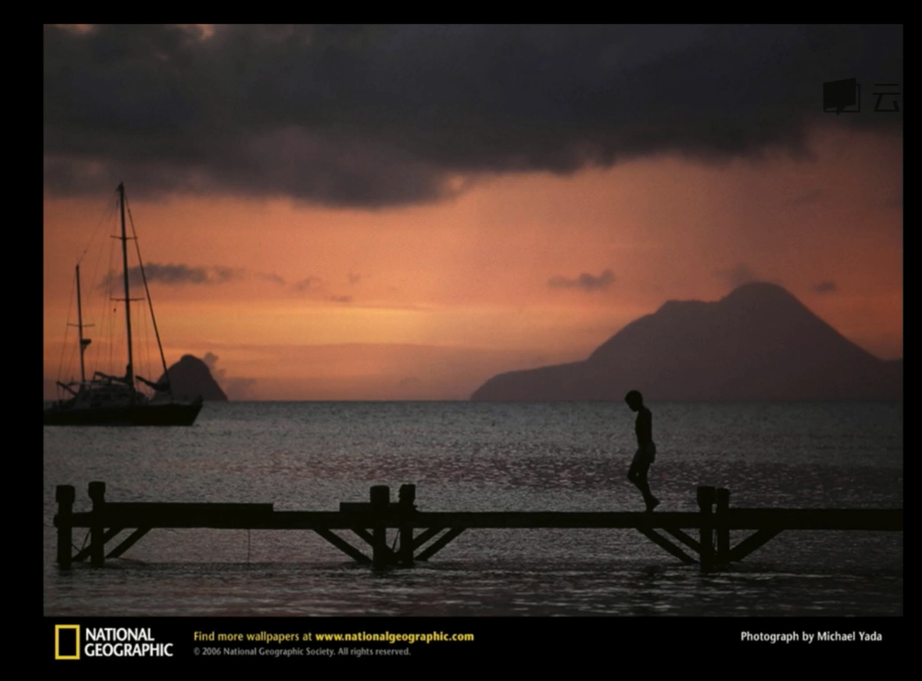 云
NATIONAL
GEOGRAPHIC
Find more wallpapers at www.nationalgeographic.com
© 2006 National Geographic Society. All rights reserved.
Photograph by Michael Yada